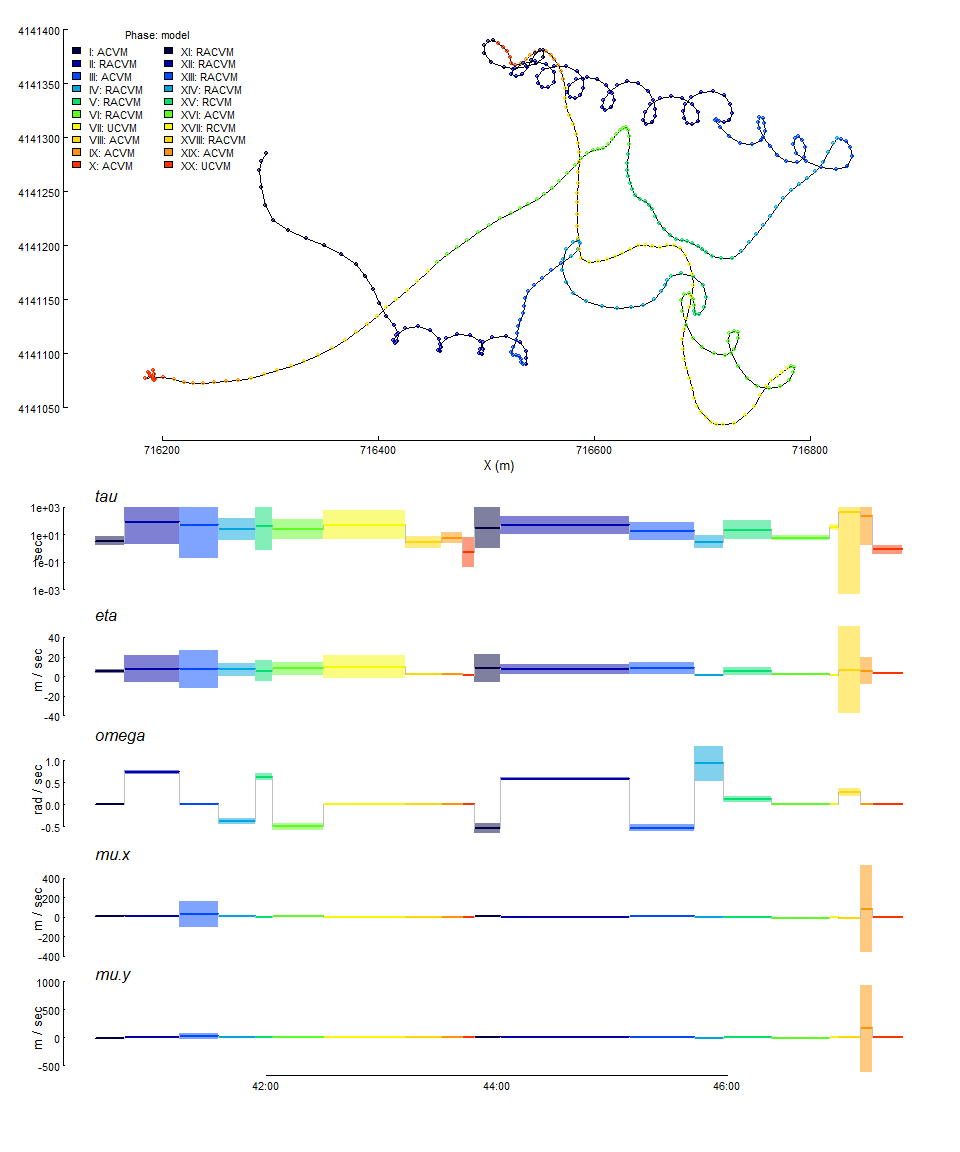 4141400
Phase: model
I: ACVM XI: RACVM
II: RACVM XII: RACVM
III: ACVM XIII: RACVM
4141350
IV: RACVM XIV: RACVM
V: RACVM XV: RCVM
VI: RACVM XVI: ACVM
VII: UCVM XVII: RCVM
4141300
VIII: ACVM XVIII: RACVM
IX: ACVM XIX: ACVM
X: ACVM XX: UCVM
4141250
4141200
4141150
4141100
4141050
716200 716400 716600 716800
X (m)
tau
1e+03
1e+01
sec
1e-01
1e-03
eta
40
20
m / sec
0
-20
-40
omega
1.0
0.5
rad / sec
0.0
-0.5
mu.x
400
200
m / sec
0
-200
-400
mu.y
1000
500
m / sec
0
-500
42:00 44:00 46:00